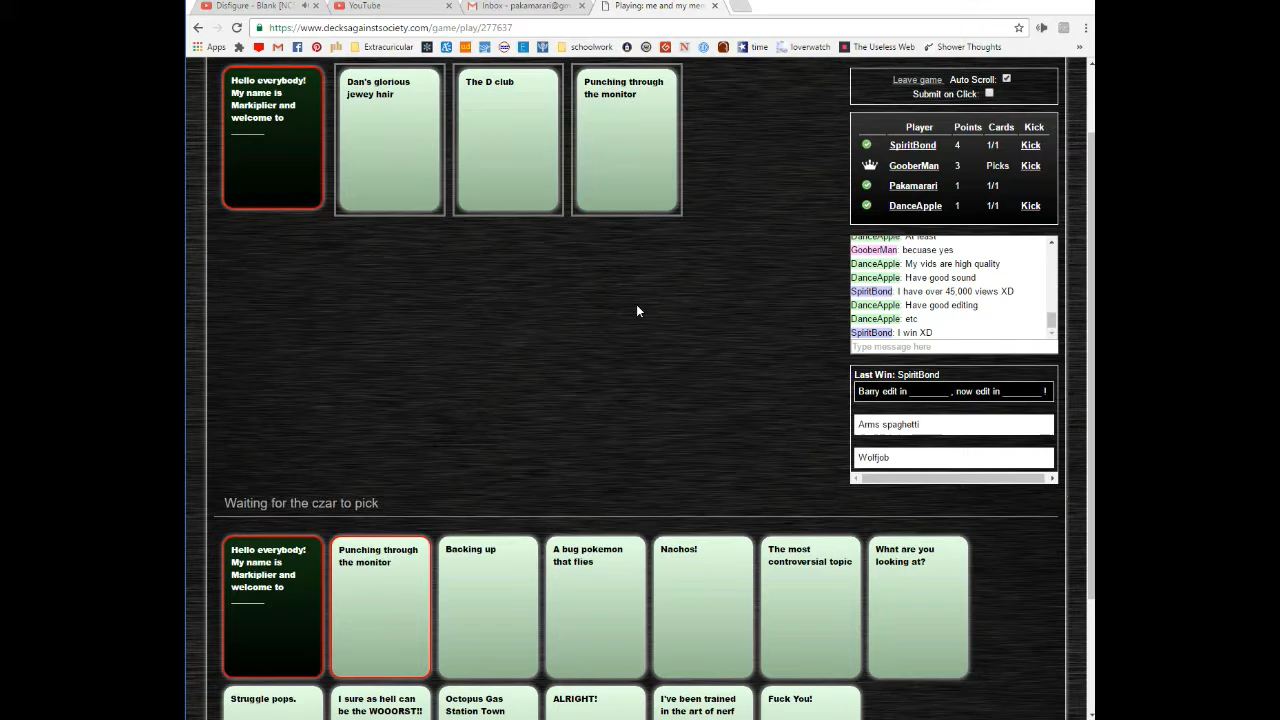 Disfigure - Blank [NC
YouTube
Inbox - pakamarari@gm
Playing: me and my me
https://www.decksagainstsociety.com/game/play/277637
Apps
Extracuricular
schoolwork
time
loverwatch
The Useless Web
Shower Thoughts
»
Hello everybody!
My name is
Markiplier and
welcome to
______
Dan's glorius
jewey hair
The D club
Punching through
the monitor
Leave game. Auto Scroll:
Submit on Click:
Player Points Cards Kick
SpiritBond 4 1/1 Kick
GooberMan 3 Picks Kick
Pakamarari 1 1/1
DanceApple 1 1/1 Kick
DanceApple: At least
GooberMan: becuase yes
DanceApple: My vids are high quality
DanceApple: Have good sound
SpiritBond: I have over 45,000 views XD
DanceApple: Have good editing
DanceApple: etc
SpiritBond: I win XD
Type message here
Last Win: SpiritBond
Barry edit in _______ , now edit in _______ !
Arms spaghetti
Wolfjob
Waiting for the czar to pick
Hello everybody!
My name is
Markiplier and
welcome to
______
Punching through
the monitor
Backing up
A bug pokemon
that flies
Nachos!
The most
controversial topic
What are you
looking at?
Struggle pops.
I sure as hell can
be the WOOORST!!
Octopus Gas
Station Town
ALRIGHT!
I've been trained
in the art of nerf
Fuck You!